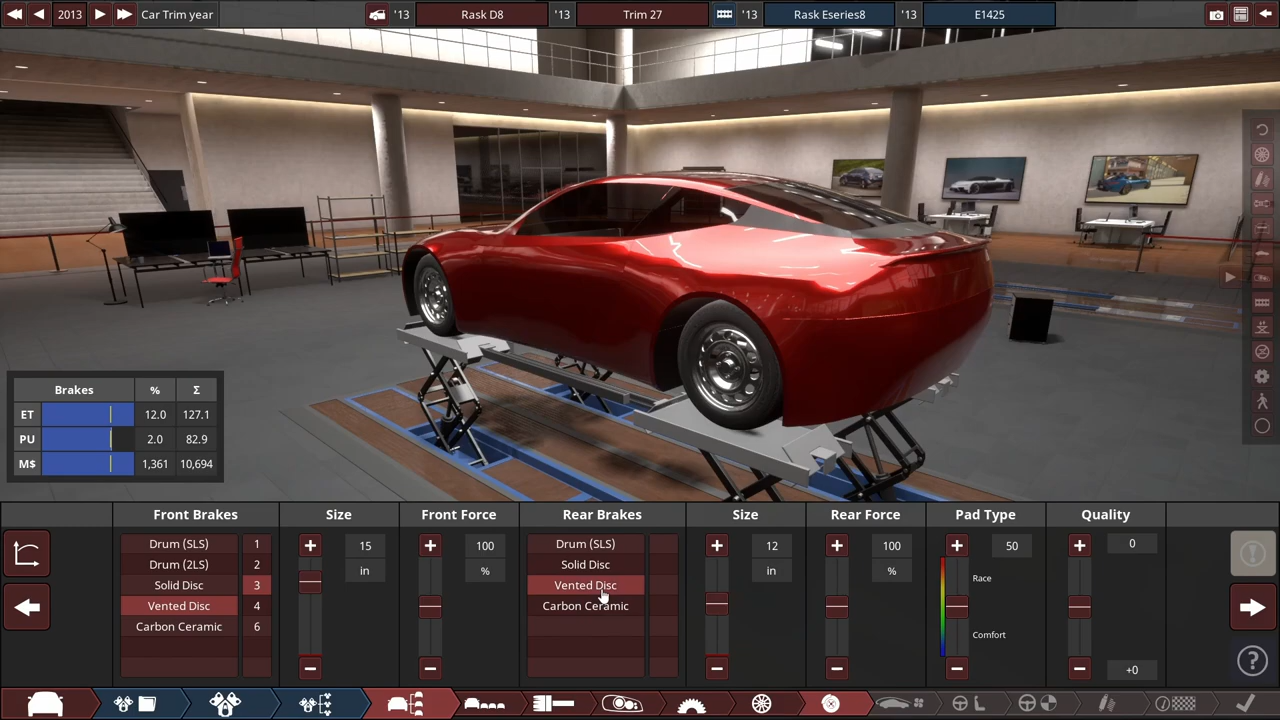 2013 Car Trim year '13 Rask D8 '13 Trim 27 '13 Rask Eseries8 '13 E1425
Brakes % Σ
ET 12.0 127.1
PU 2.0 82.9
M$ 1,361 10,694
Front Brakes Size Front Force Rear Brakes Size Rear Force Pad Type Quality
Drum (SLS) 1 + 15 + 100 Drum (SLS) + 12 + 100 + 50 + 0
Drum (2LS) 2 in % Solid Disc in %
Solid Disc 3 Vented Disc Race
Vented Disc 4 Carbon Ceramic
Carbon Ceramic 6 Comfort
− − − − − − +0
?